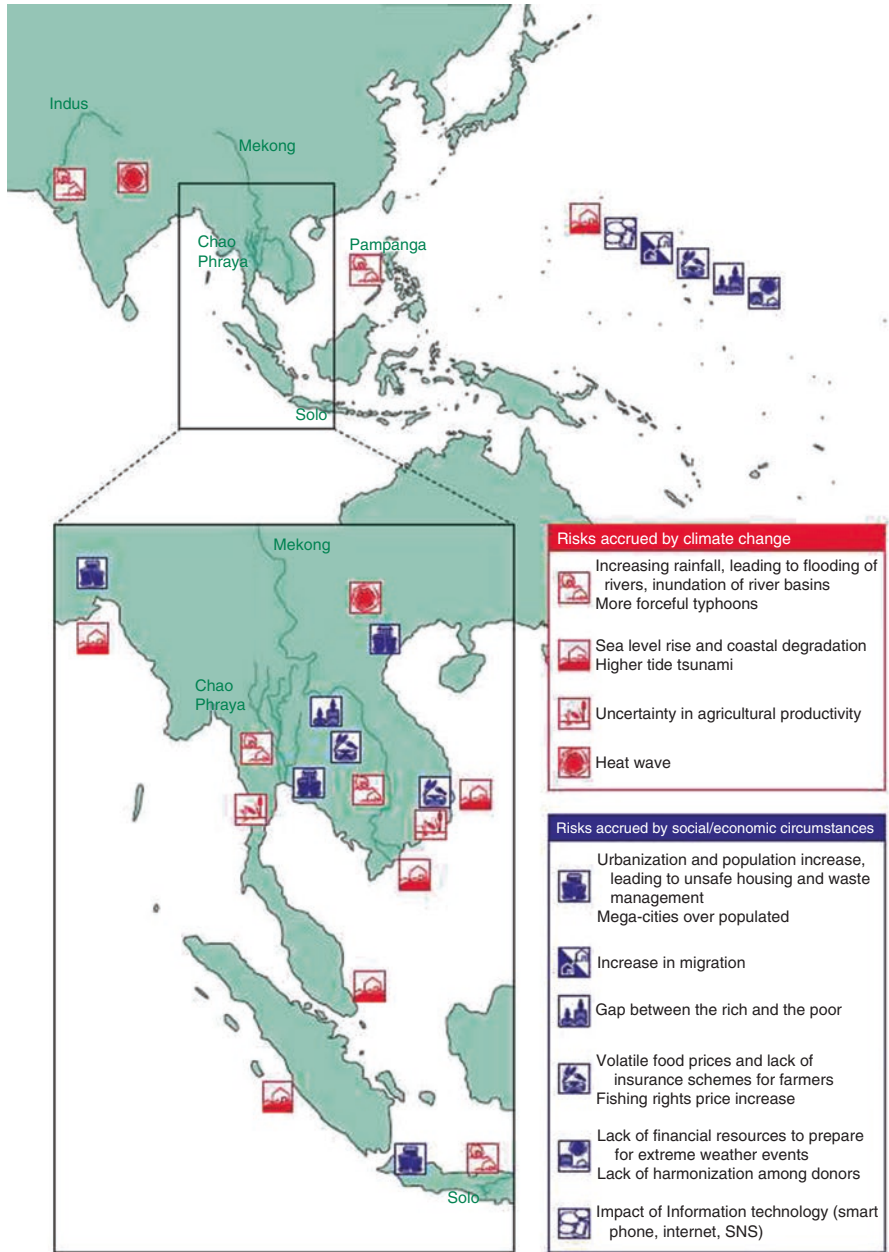 Indus
Mekong
Chao
Phraya
Pampanga
Solo
Mekong
Chao
Phraya
Solo
Risks accrued by climate change
Increasing rainfall, leading to flooding of
rivers, inundation of river basins
More forceful typhoons
Sea level rise and coastal degradation
Higher tide tsunami
Uncertainty in agricultural productivity
Heat wave
Risks accrued by social/economic circumstances
Urbanization and population increase,
leading to unsafe housing and waste
management
Mega-cities over populated
Increase in migration
Gap between the rich and the poor
Volatile food prices and lack of
insurance schemes for farmers
Fishing rights price increase
Lack of financial resources to prepare
for extreme weather events
Lack of harmonization among donors
Impact of Information technology (smart
phone, internet, SNS)